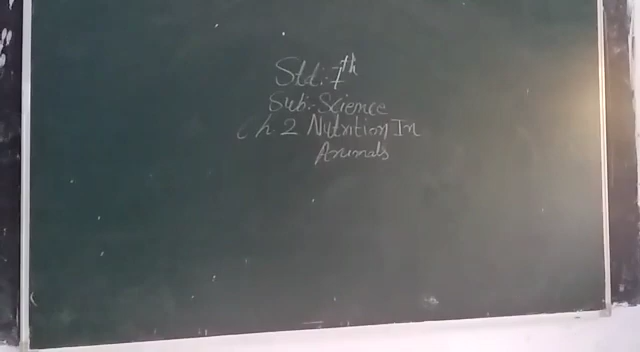 Std:-7th
Sub:-Science
Ch. 2 Nutrition In
Animals